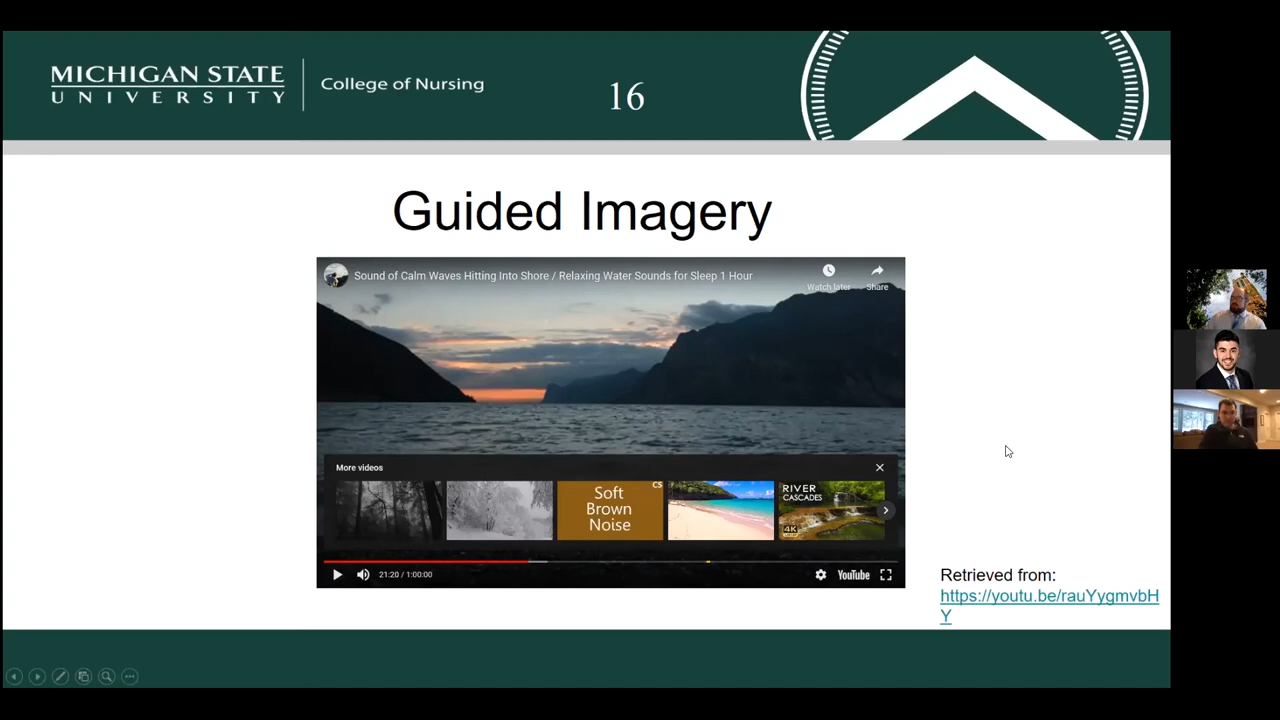 MICHIGAN STATE
UNIVERSITY
College of Nursing
16
Guided Imagery
Sound of Calm Waves Hitting Into Shore / Relaxing Water Sounds for Sleep 1 Hour
Watch later
Share
More videos
Soft
Brown
Noise
CS
RIVER
CASCADES
4K
21:20 / 1:00:00
YouTube
Retrieved from:
https://youtu.be/rauYygmvbH
Y